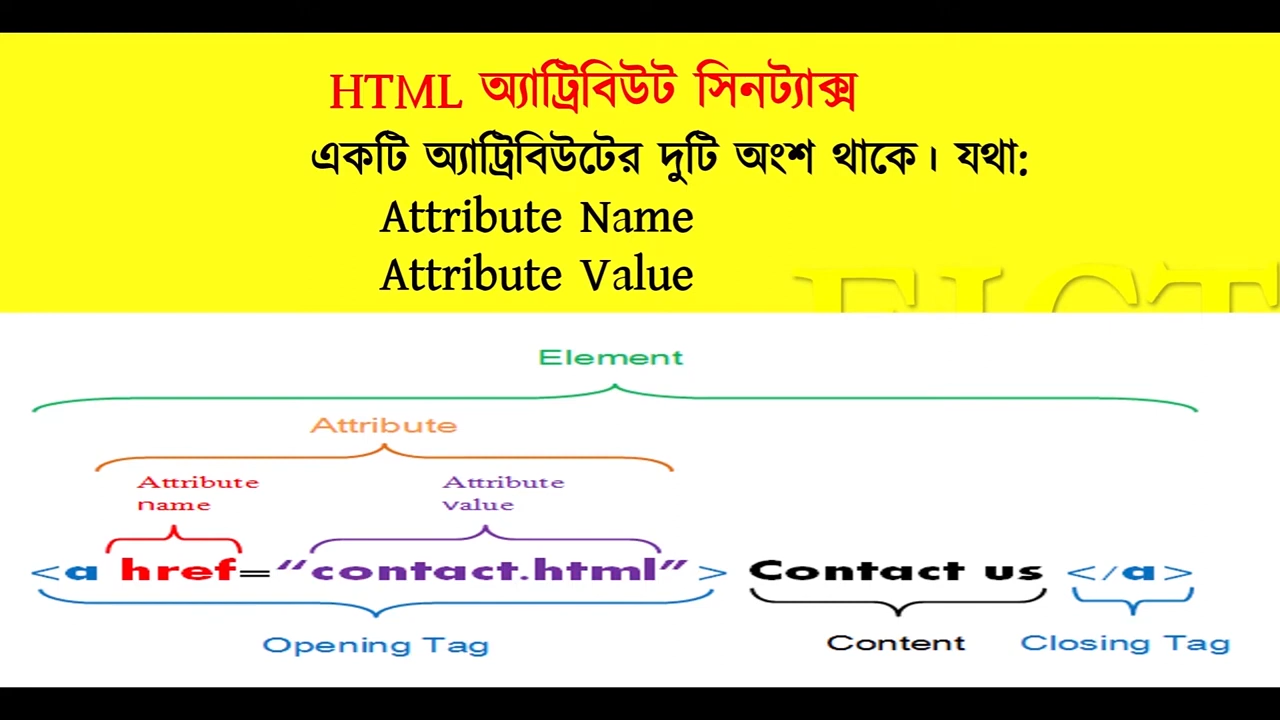 HTML অ্যাট্রিবিউট সিনট্যাক্স
একটি অ্যাট্রিবিউটের দুটি অংশ থাকে। যথা:
Attribute Name
Attribute Value
Element
Attribute
Attribute name
Attribute value
<a href=“contact.html”> Contact us </a>
Opening Tag
Content
Closing Tag